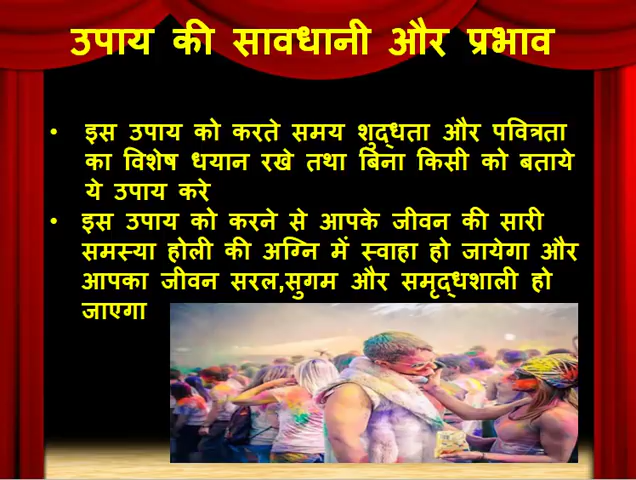 उपाय की सावधानी और प्रभाव
• इस उपाय को करते समय शुद्धता और पवित्रता
का विशेष धयान रखे तथा बिना किसी को बताये
ये उपाय करे
• इस उपाय को करने से आपके जीवन की सारी
समस्या होली की अग्नि में स्वाहा हो जायेगा और
आपका जीवन सरल,सुगम और समृद्धशाली हो
जाएगा